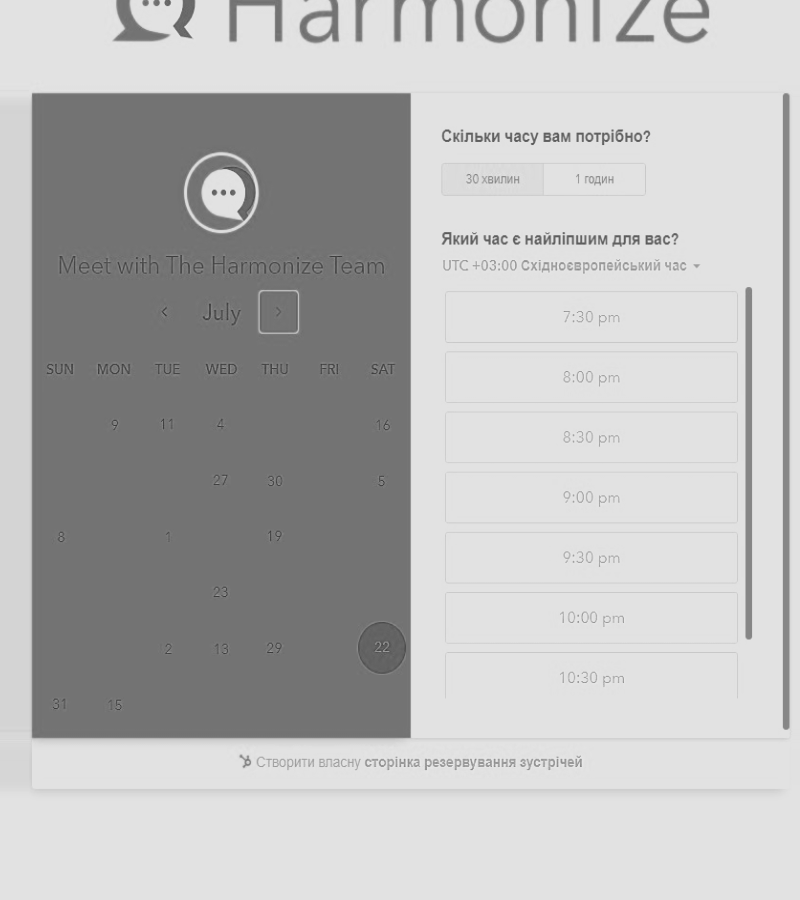 Harmonize
Meet with The Harmonize Team
July
SUN MON TUE WED THU FRI SAT
9 11 4 16
27 30 5
8 1 19
23
2 13 29 22
31 15
Скільки часу вам потрібно?
30 хвилин 1 годин
Який час є найліпшим для вас?
UTC +03:00 Східноєвропейський час
7:30 pm
8:00 pm
8:30 pm
9:00 pm
9:30 pm
10:00 pm
10:30 pm
Створити власну сторінка резервування зустрічей